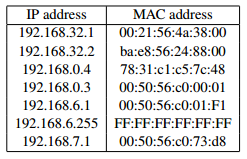 IP address MAC address
192.168.32.1 00:21:56:4a:38:00
192.168.32.2 ba:e8:56:24:88:00
192.168.0.4 78:31:c1:c5:7c:48
192.168.0.3 00:50:56:c0:00:01
192.168.6.1 00:50:56:c0:01:F1
192.168.6.255 FF:FF:FF:FF:FF:FF
192.168.7.1 00:50:56:c0:73:d8